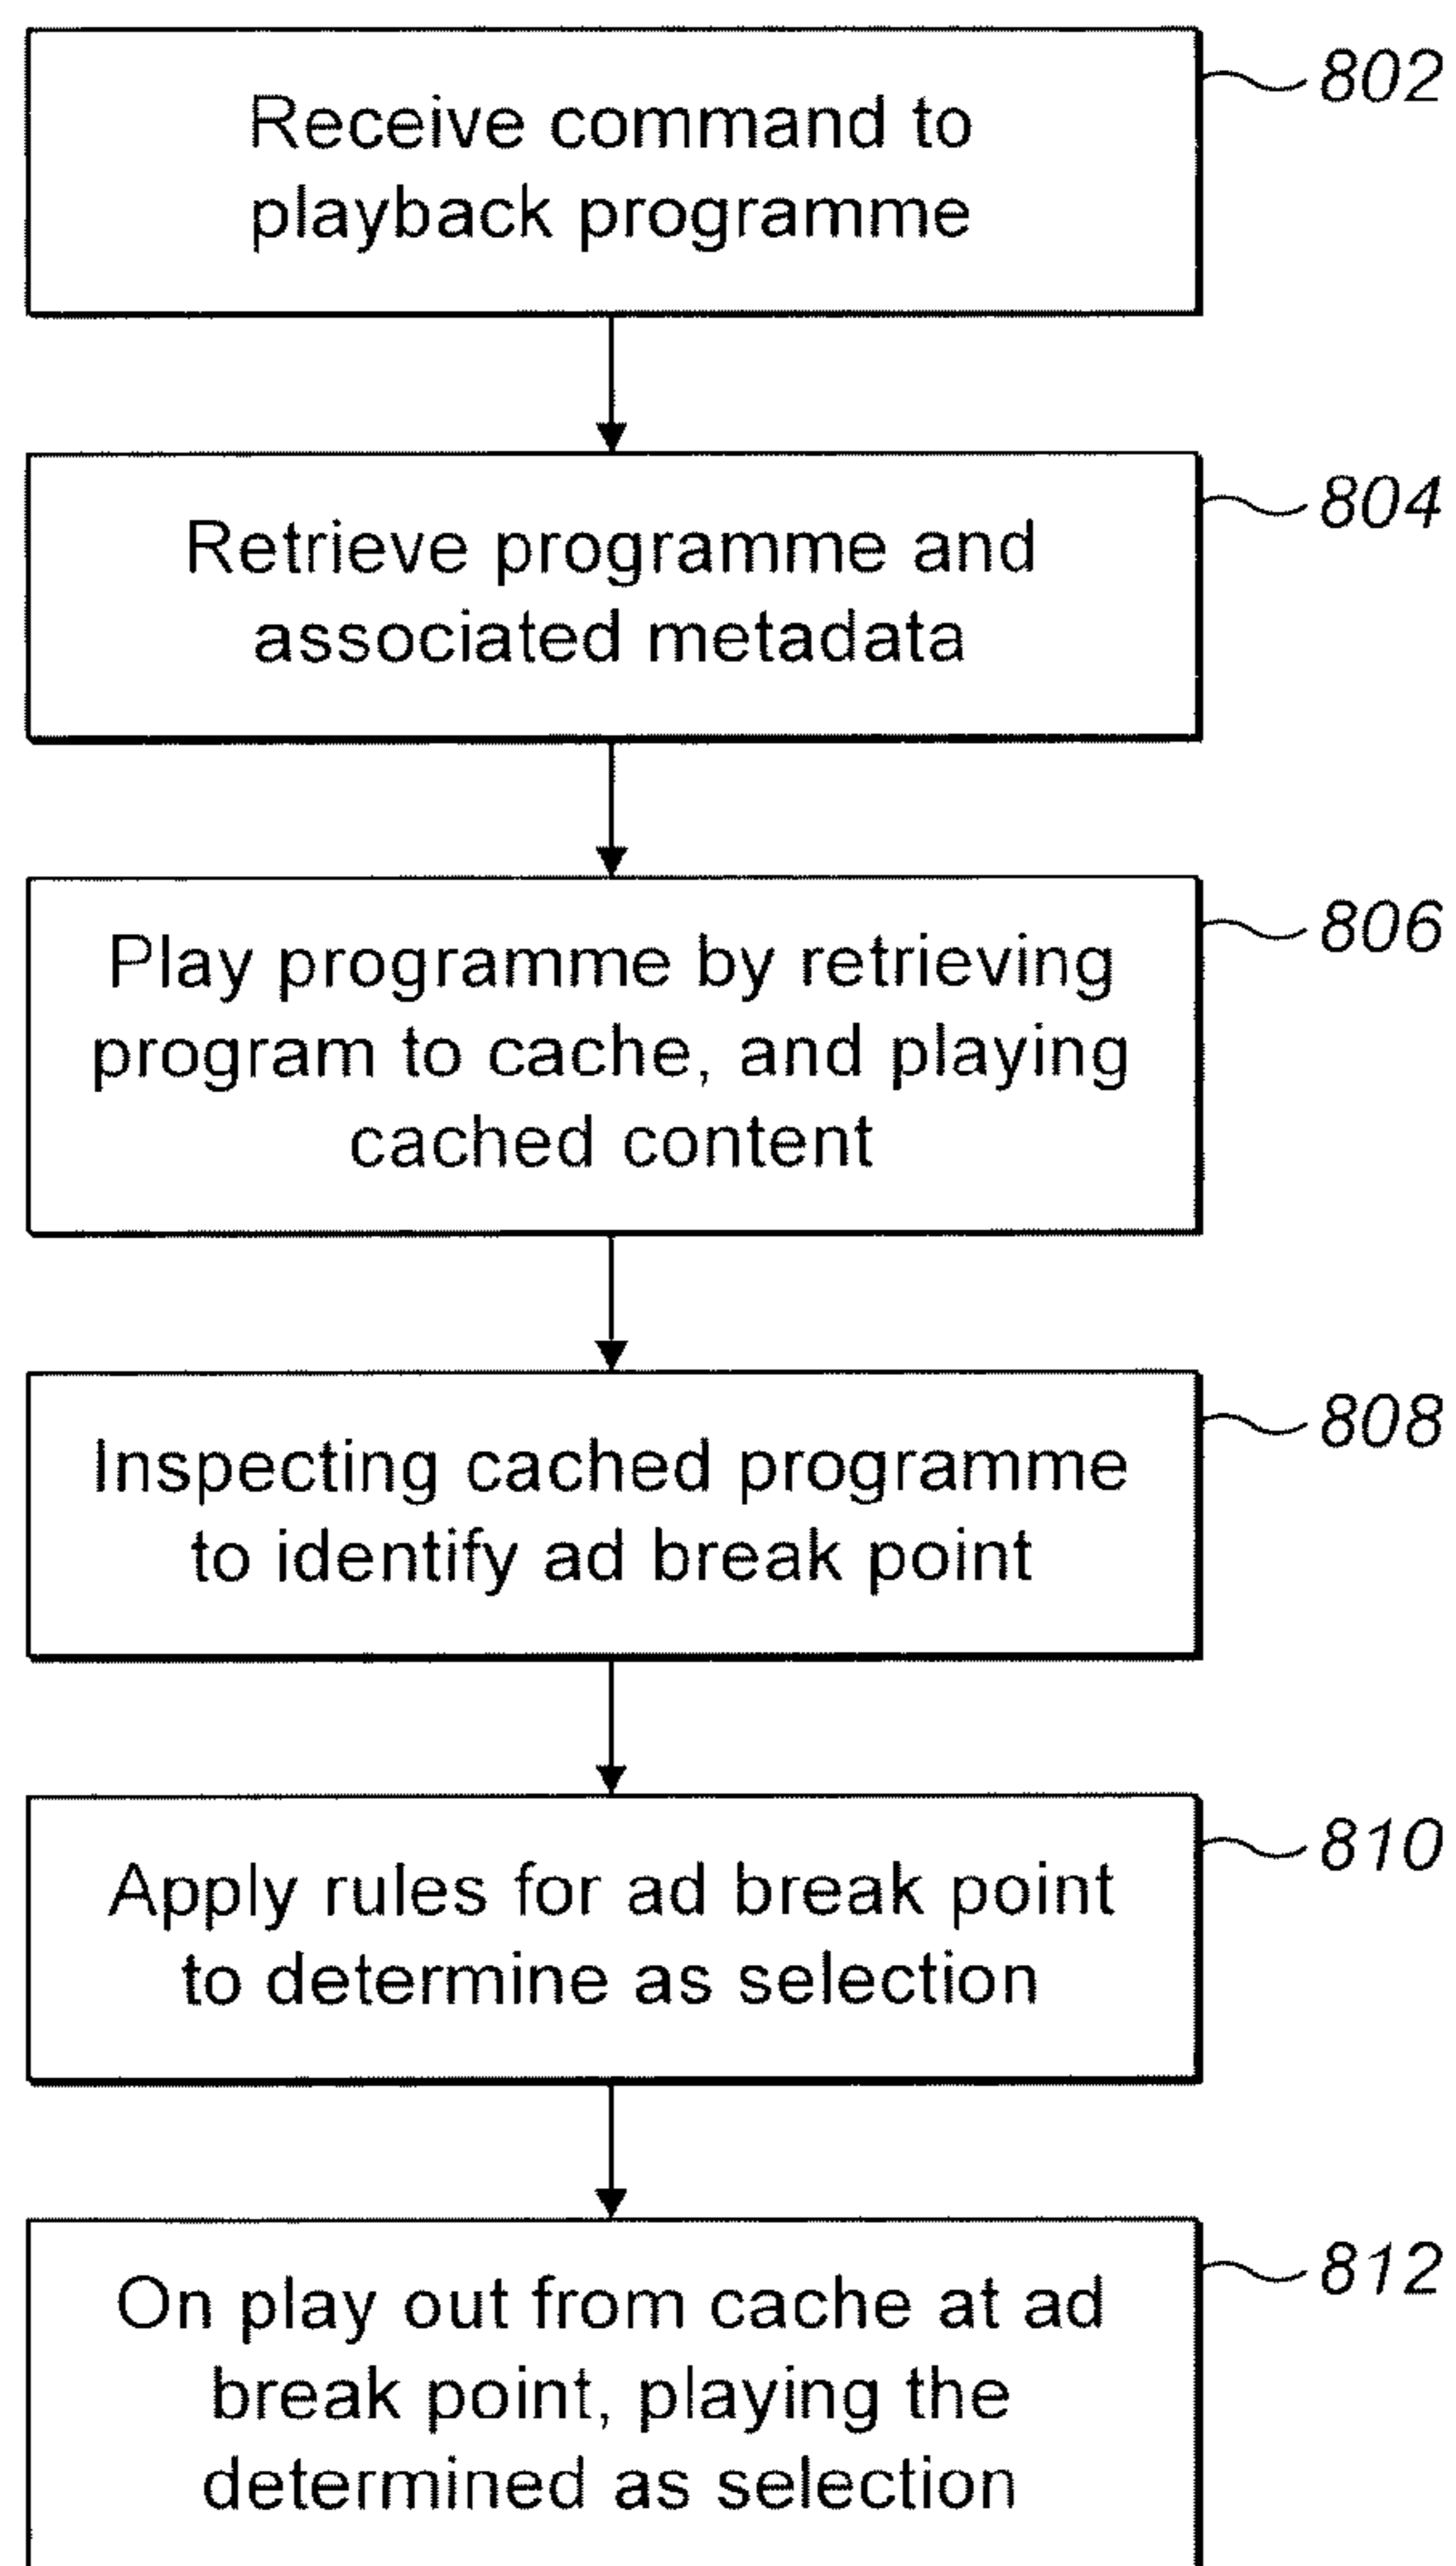 Receive command to
playback programme
802
Retrieve programme and
associated metadata
804
Play programme by retrieving
program to cache, and playing
cached content
806
Inspecting cached programme
to identify ad break point
808
Apply rules for ad break point
to determine as selection
810
On play out from cache at ad
break point, playing the
determined as selection
812